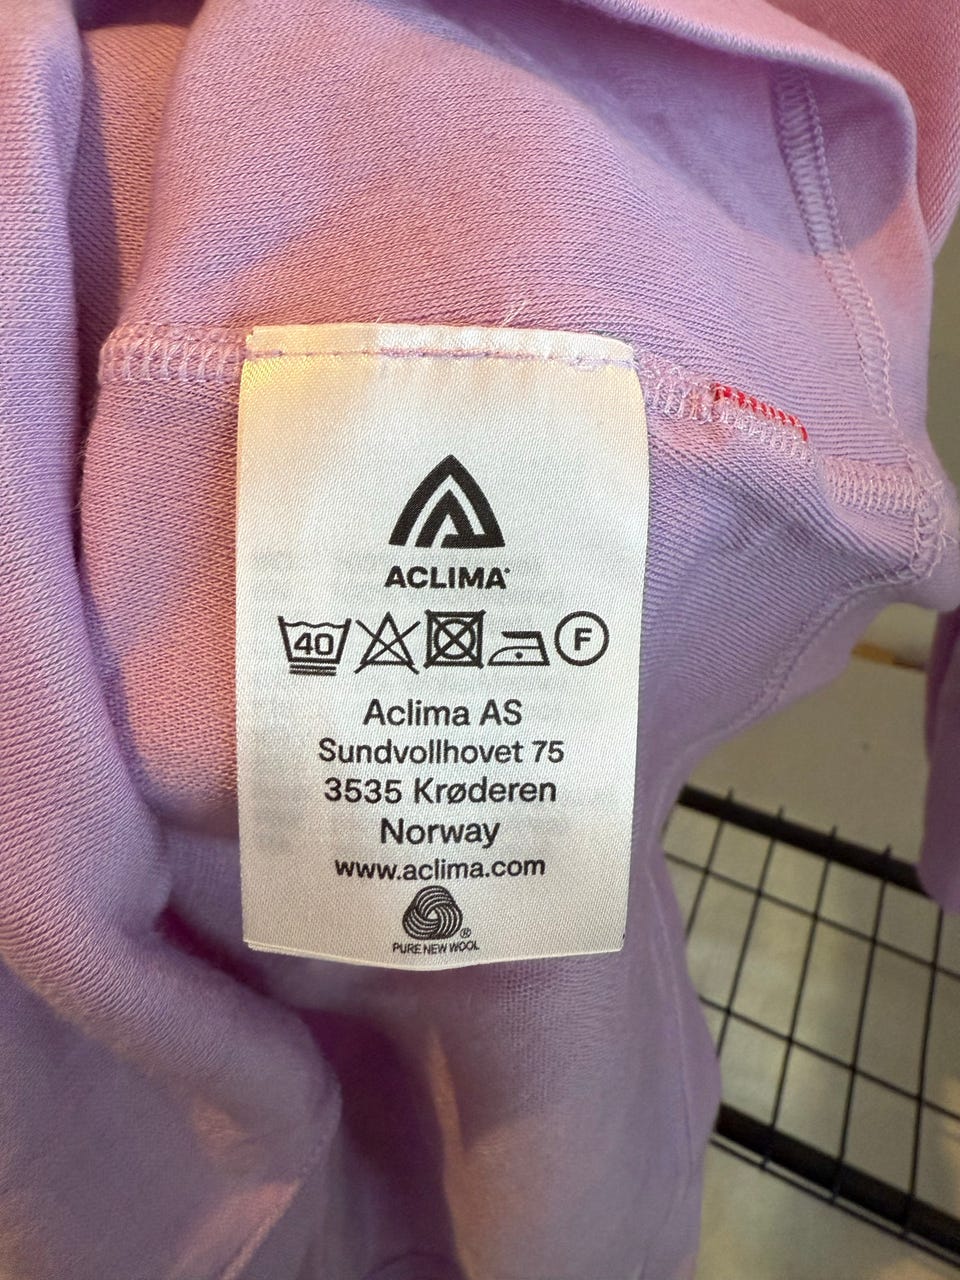 ACLIMA
40 F
Aclima AS
Sundvollhovet 75
3535 Krøderen
Norway
www.aclima.com
®
PURE NEW WOOL